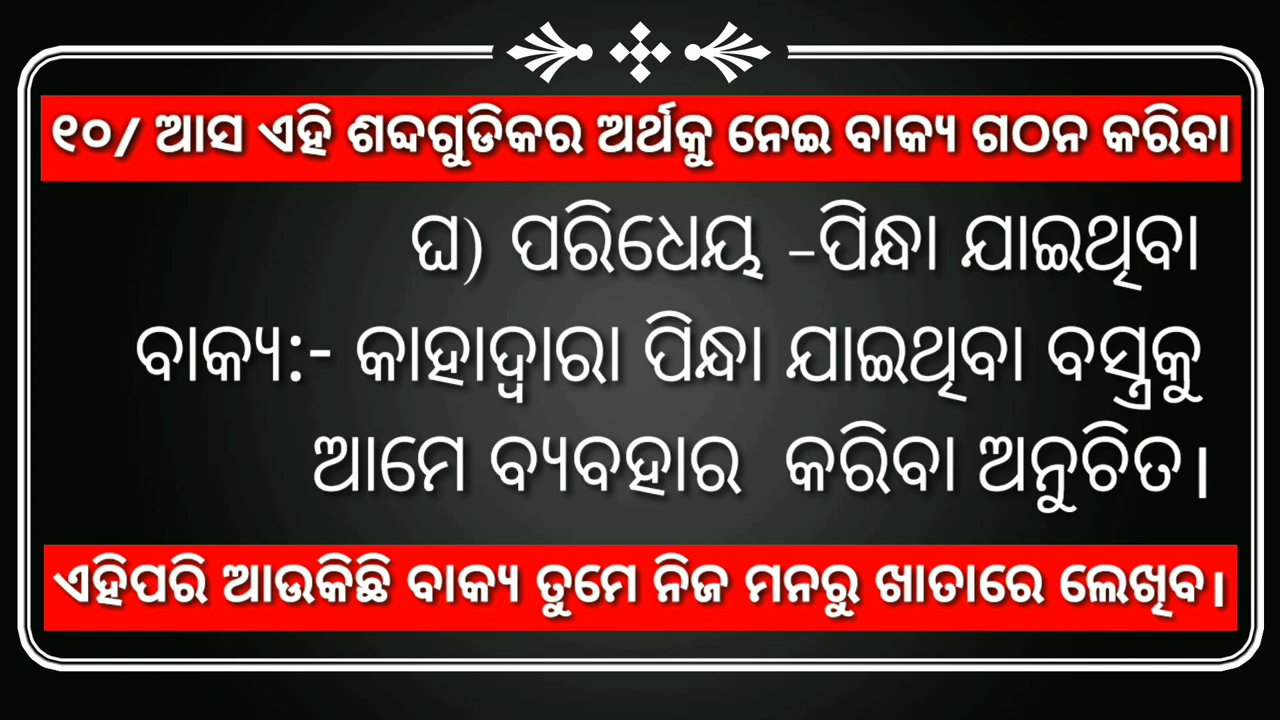 ୧୦/ ଆସ ଏହି ଶବ୍ଦଗୁଡିକର ଅର୍ଥକୁ ନେଇ ବାକ୍ୟ ଗଠନ କରିବା
ଘ) ପରିଧେୟ -ପିନ୍ଧା ଯାଇଥିବା
ବାକ୍ୟ:- କାହାଦ୍ୱାରା ପିନ୍ଧା ଯାଇଥିବା ବସ୍ତ୍ରକୁ
ଆମେ ବ୍ୟବହାର କରିବା ଅନୁଚିତ।
ଏହିପରି ଆଉକିଛି ବାକ୍ୟ ତୁମେ ନିଜ ମନରୁ ଖାତାରେ ଲେଖିବ।